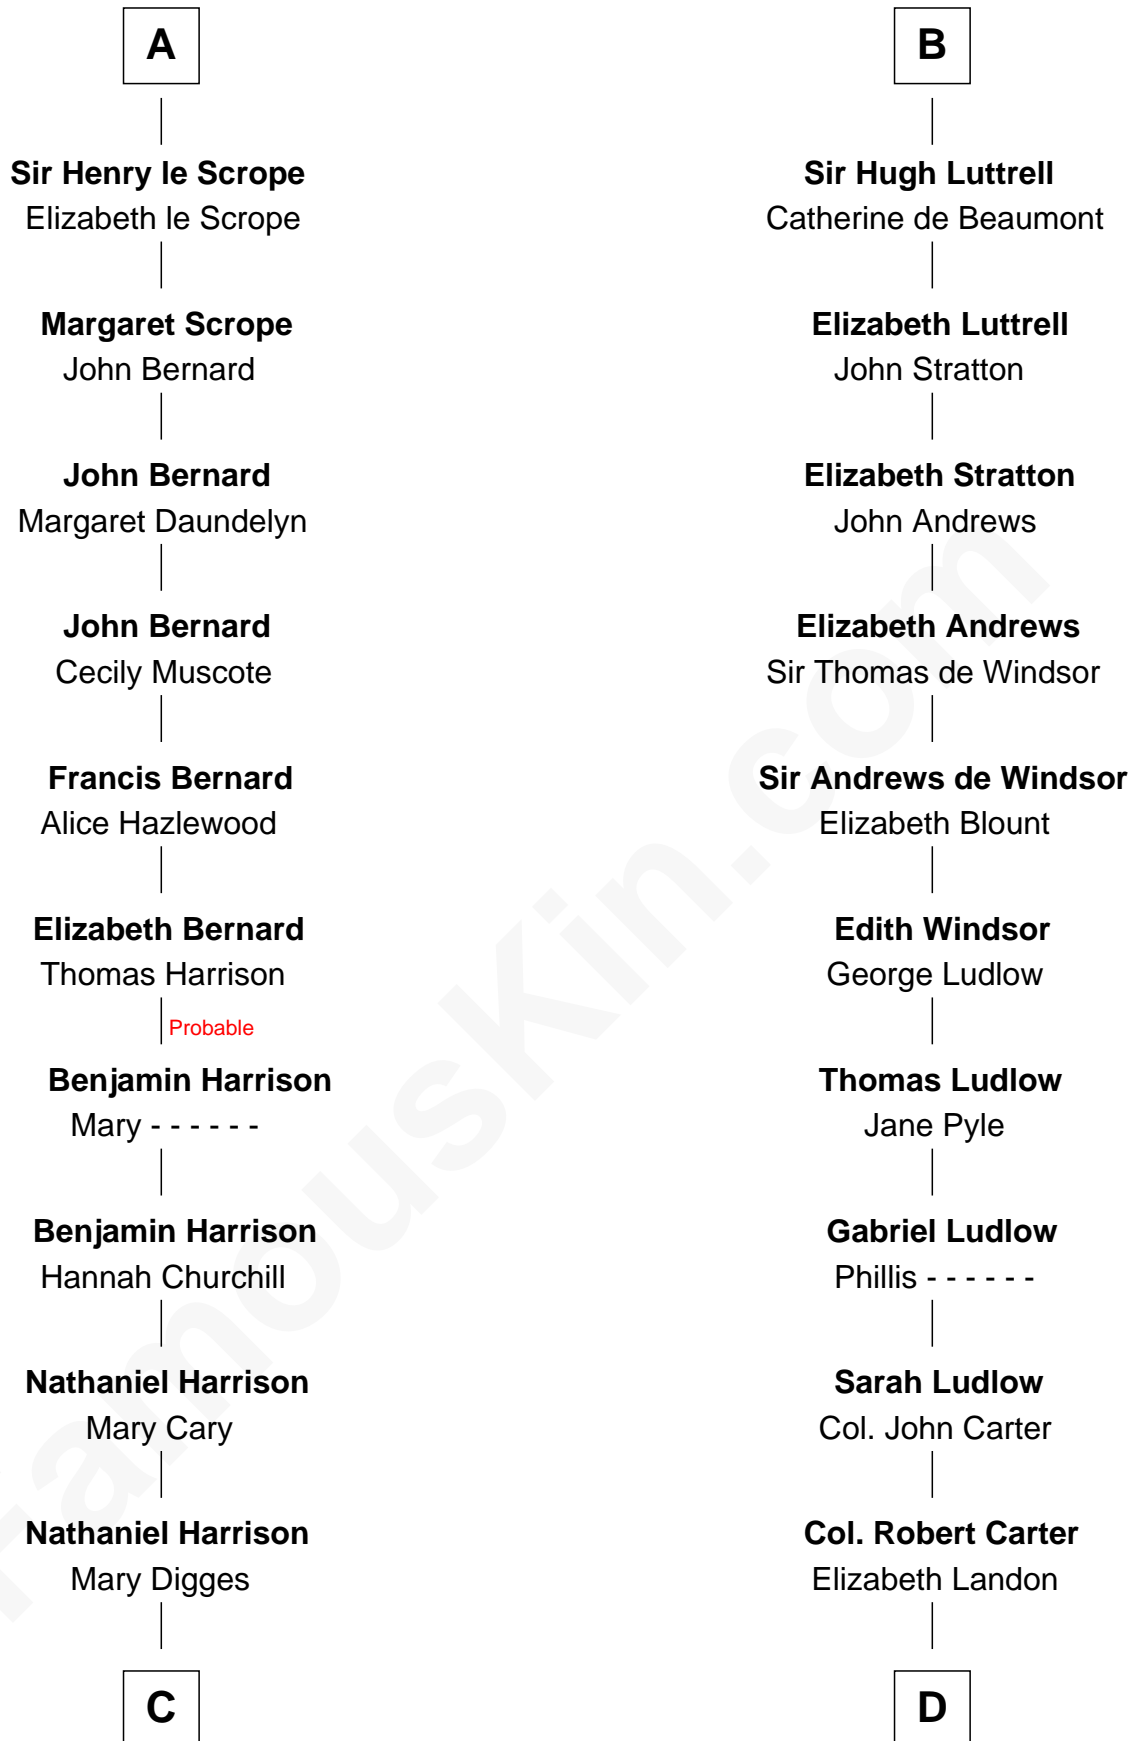 A
Sir Henry le Scrope
Elizabeth le Scrope
Margaret Scrope
John Bernard
John Bernard
Margaret Daundelyn
John Bernard
Cecily Muscote
Francis Bernard
Alice Hazlewood
Elizabeth Bernard
Thomas Harrison
Probable
Benjamin Harrison
Mary - - - - - -
Benjamin Harrison
Hannah Churchill
Nathaniel Harrison
Mary Cary
Nathaniel Harrison
Mary Digges
C
B
Sir Hugh Luttrell
Catherine de Beaumont
Elizabeth Luttrell
John Stratton
Elizabeth Stratton
John Andrews
Elizabeth Andrews
Sir Thomas de Windsor
Sir Andrews de Windsor
Elizabeth Blount
Edith Windsor
George Ludlow
Thomas Ludlow
Jane Pyle
Gabriel Ludlow
Phillis - - - - - -
Sarah Ludlow
Col. John Carter
Col. Robert Carter
Elizabeth Landon
D
FamousKin.com